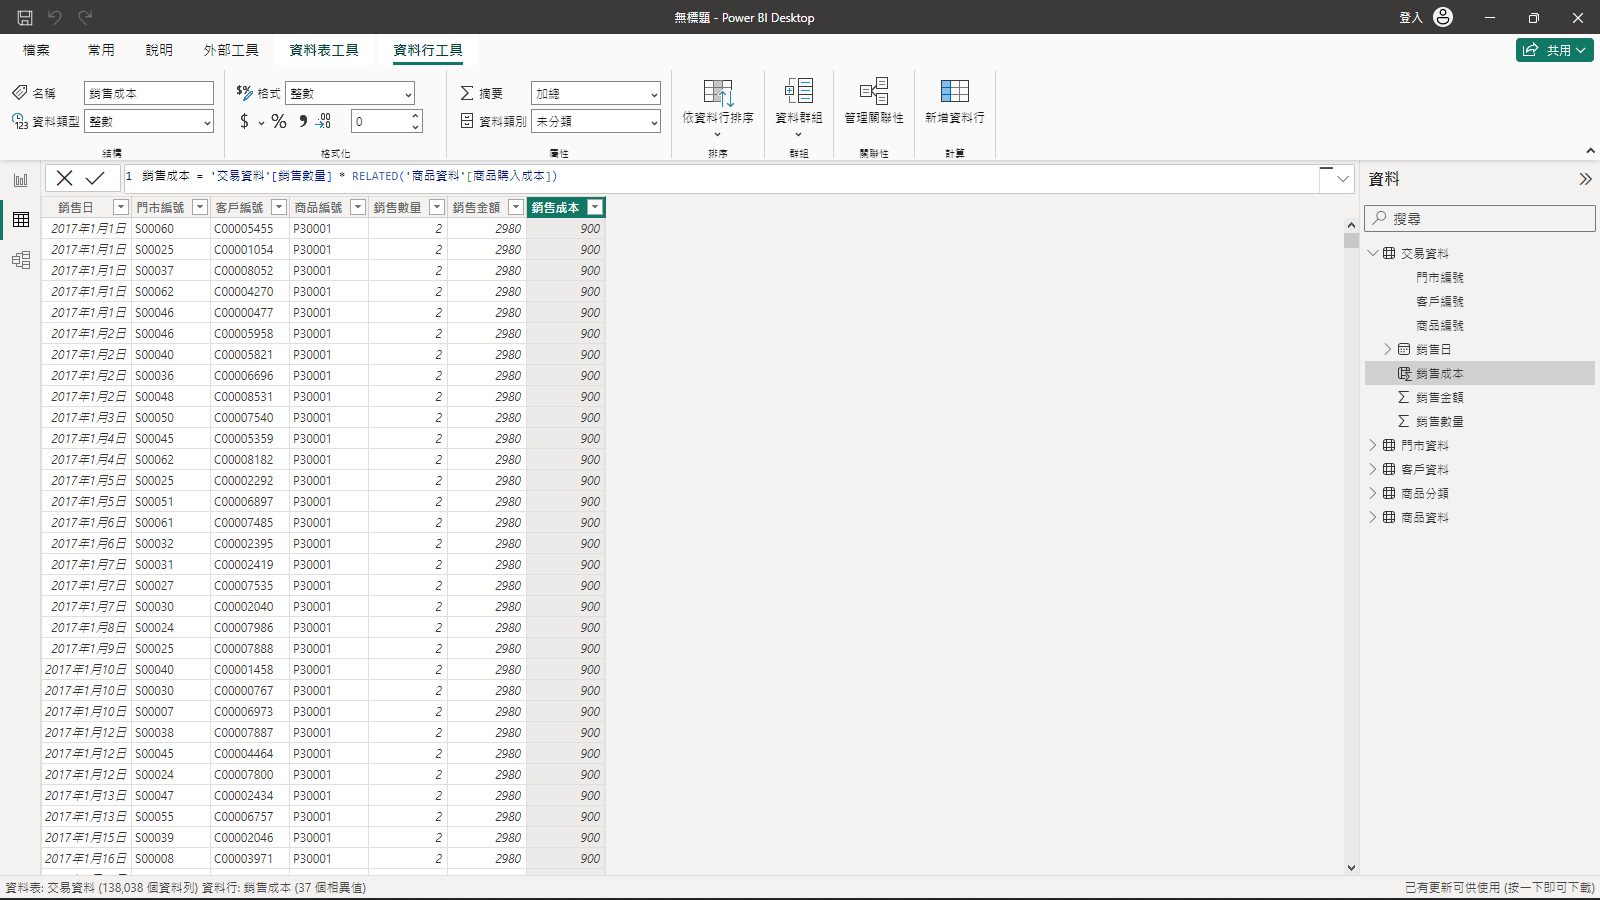 無標題 - Power BI Desktop
登入
檔案 常用 說明 外部工具 資料表工具 資料行工具
共用
名稱 銷售成本
資料類型 整數
結構
$% 格式 整數
$ % 0
格式化
摘要 加總
資料類別 未分類
屬性
依資料行排序
排序
資料群組
群組
管理關聯性
關聯性
新增資料行
計算
1 銷售成本 = '交易資料'[銷售數量] * RELATED('商品資料'[商品購入成本])
銷售日 門市編號 客戶編號 商品編號 銷售數量 銷售金額 銷售成本
2017年1月1日 S00060 C00005455 P30001 2 2980 900
2017年1月1日 S00025 C00001054 P30001 2 2980 900
2017年1月1日 S00037 C00008052 P30001 2 2980 900
2017年1月1日 S00062 C00004270 P30001 2 2980 900
2017年1月1日 S00046 C00000477 P30001 2 2980 900
2017年1月2日 S00046 C00005958 P30001 2 2980 900
2017年1月2日 S00040 C00005821 P30001 2 2980 900
2017年1月2日 S00036 C00006696 P30001 2 2980 900
2017年1月2日 S00048 C00008531 P30001 2 2980 900
2017年1月3日 S00050 C00007540 P30001 2 2980 900
2017年1月4日 S00045 C00005359 P30001 2 2980 900
2017年1月4日 S00062 C00008182 P30001 2 2980 900
2017年1月5日 S00025 C00002292 P30001 2 2980 900
2017年1月5日 S00051 C00006897 P30001 2 2980 900
2017年1月6日 S00061 C00007485 P30001 2 2980 900
2017年1月6日 S00032 C00002395 P30001 2 2980 900
2017年1月7日 S00031 C00002419 P30001 2 2980 900
2017年1月7日 S00027 C00007535 P30001 2 2980 900
2017年1月7日 S00030 C00002040 P30001 2 2980 900
2017年1月8日 S00024 C00007986 P30001 2 2980 900
2017年1月9日 S00025 C00007888 P30001 2 2980 900
2017年1月10日 S00040 C00001458 P30001 2 2980 900
2017年1月10日 S00030 C00000767 P30001 2 2980 900
2017年1月10日 S00007 C00006973 P30001 2 2980 900
2017年1月12日 S00038 C00007887 P30001 2 2980 900
2017年1月12日 S00045 C00004464 P30001 2 2980 900
2017年1月12日 S00024 C00007800 P30001 2 2980 900
2017年1月13日 S00047 C00002434 P30001 2 2980 900
2017年1月13日 S00055 C00006757 P30001 2 2980 900
2017年1月15日 S00039 C00002046 P30001 2 2980 900
2017年1月16日 S00008 C00003971 P30001 2 2980 900
資料
搜尋
交易資料
門市編號
客戶編號
商品編號
銷售日
銷售成本
銷售金額
銷售數量
門市資料
客戶資料
商品分類
商品資料
資料表: 交易資料 (138,038 個資料列) 資料行: 銷售成本 (37 個相異值)
已有更新可供使用 (按一下即可下載)